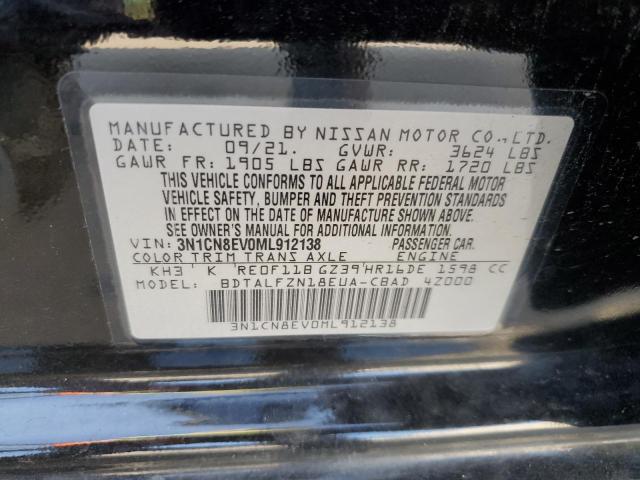 MANUFACTURED BY NISSAN MOTOR CO.,LTD.
DATE: 09/21. GVWR: 3624 LBS
GAWR FR: 1905 LBS GAWR RR: 1720 LBS
THIS VEHICLE CONFORMS TO ALL APPLICABLE FEDERAL MOTOR
VEHICLE SAFETY, BUMPER AND THEFT PREVENTION STANDARDS
IN EFFECT ON THE DATE OF MANUFACTURE SHOWN ABOVE.
SEE OWNER'S MANUAL FOR ADDITIONAL INFORMATION.
VIN: 3N1CN8EV0ML912138 PASSENGER CAR.
COLOR TRIM TRANS AXLE ENGINE
KH3 K RE0F11B GZ39 HR16DE 1598 CC
MODEL: BDTALFZN18EUA-CBAD 4Z000
3N1CN8EV0ML912138